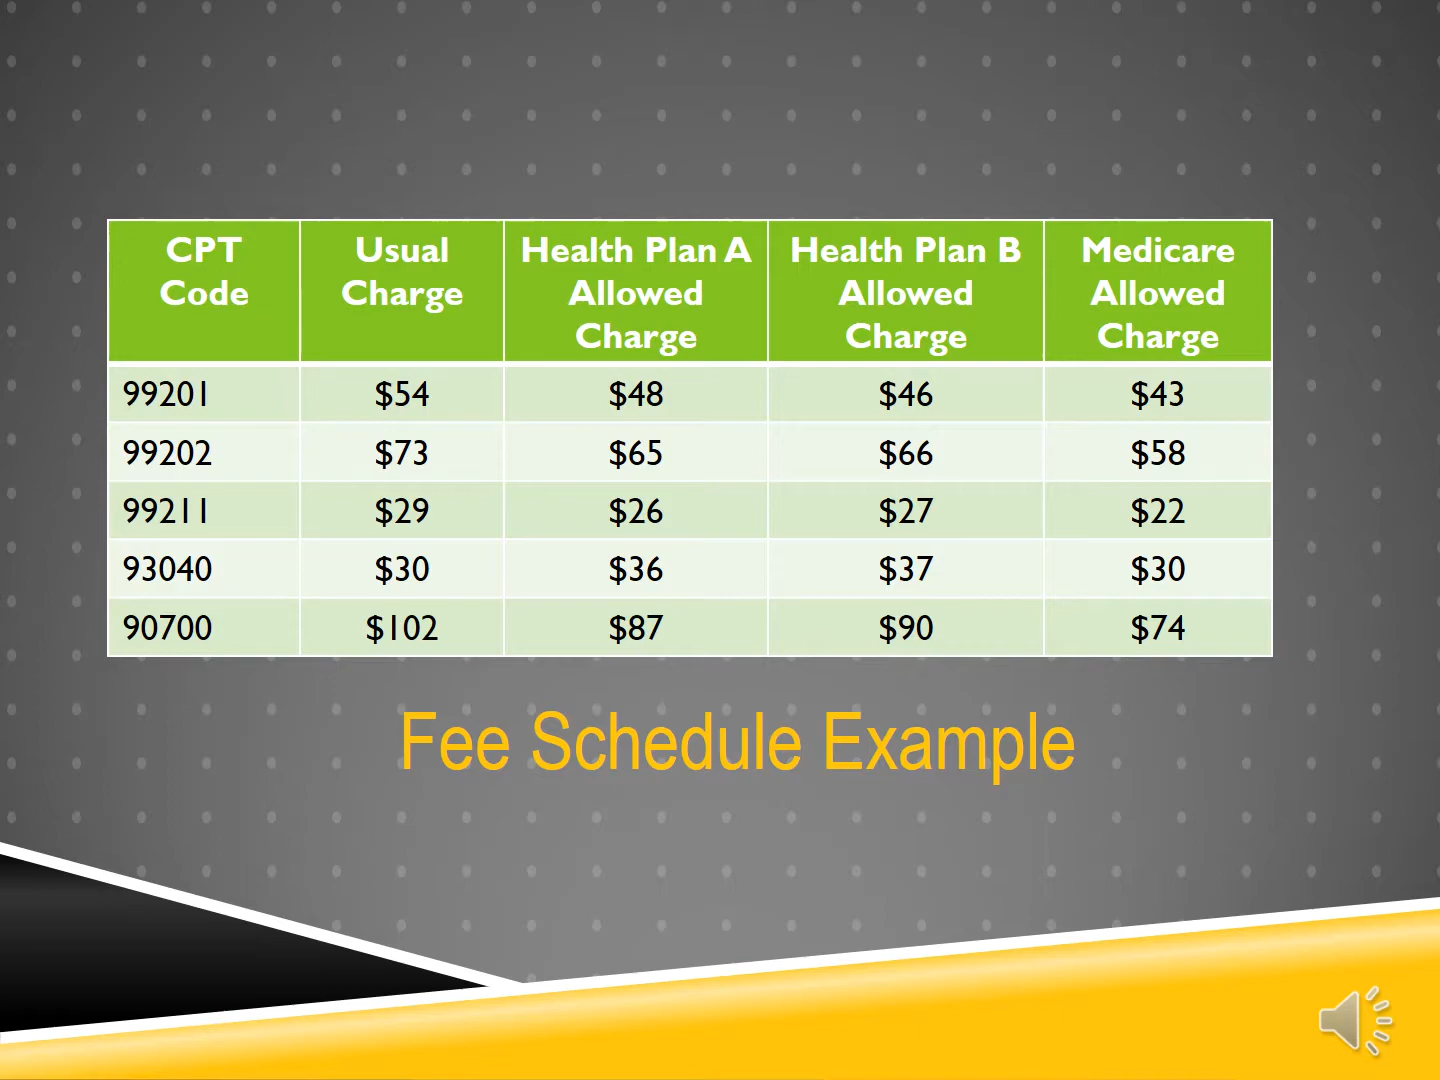 CPT Code Usual Charge Health Plan A Allowed Charge Health Plan B Allowed Charge Medicare Allowed Charge
99201 $54 $48 $46 $43
99202 $73 $65 $66 $58
99211 $29 $26 $27 $22
93040 $30 $36 $37 $30
90700 $102 $87 $90 $74
Fee Schedule Example